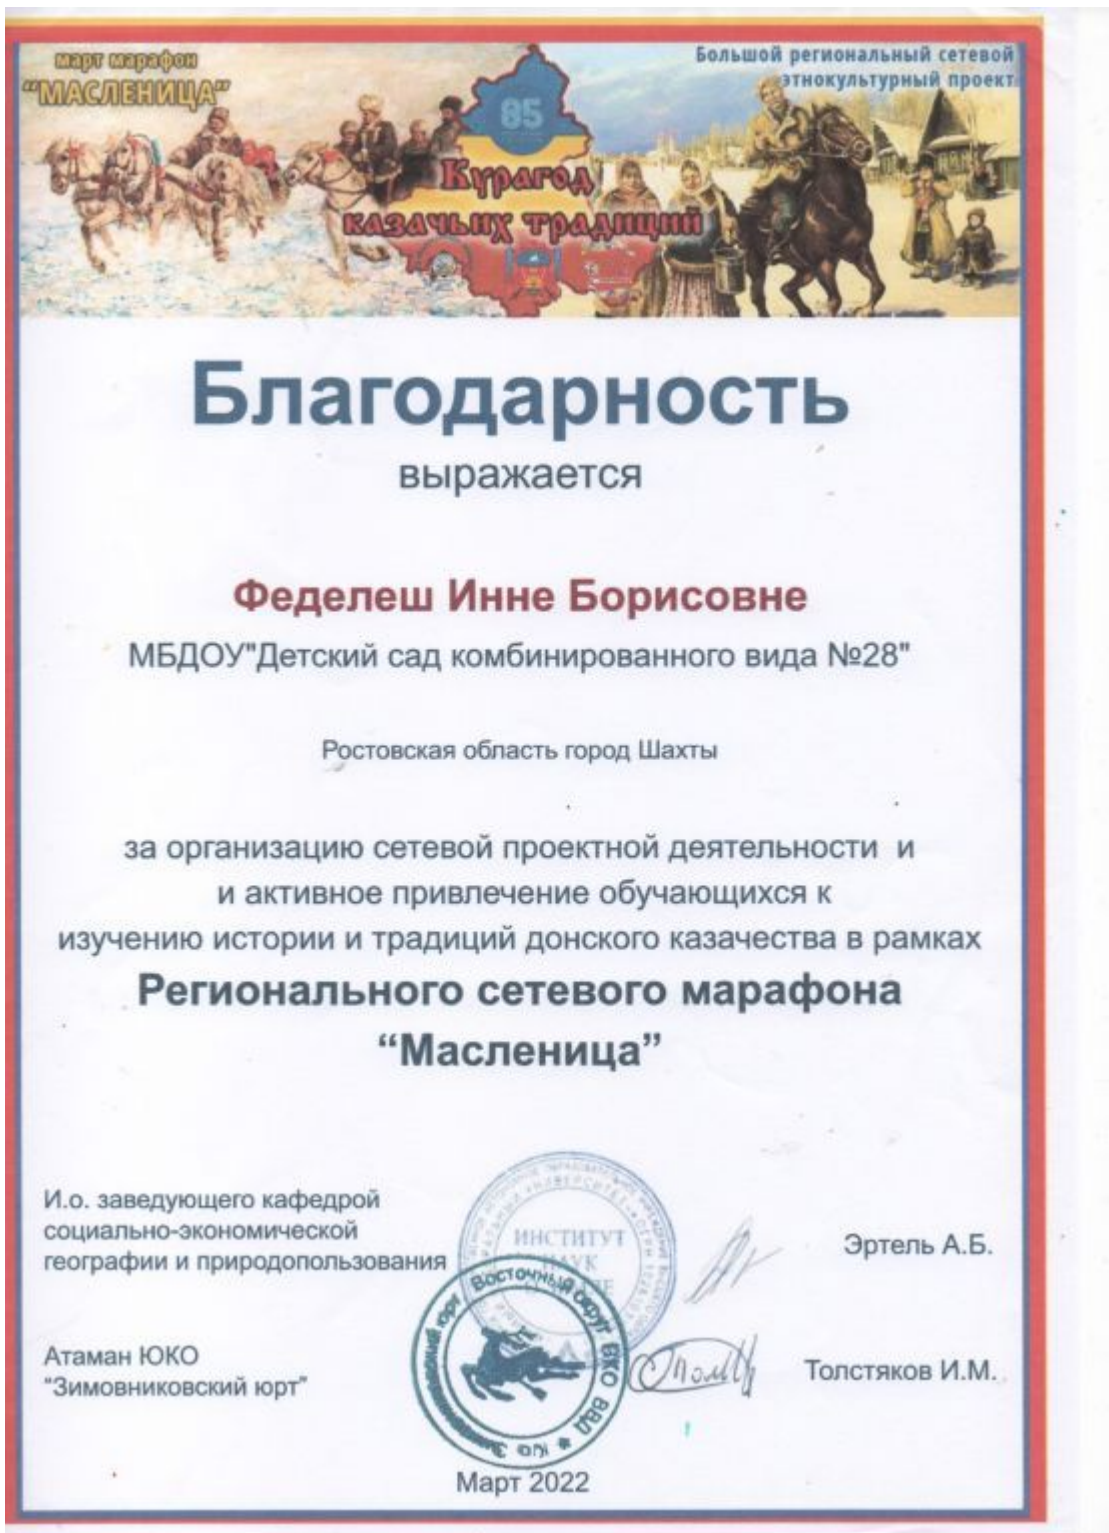 март марафон
"МАСЛЕНИЦА"
Большой региональный сетевой
этнокультурный проект
85
Курагод
казачьих традиций
Благодарность
выражается
Феделеш Инне Борисовне
МБДОУ"Детский сад комбинированного вида №28"
Ростовская область город Шахты
за организацию сетевой проектной деятельности и
и активное привлечение обучающихся к
изучению истории и традиций донского казачества в рамках
Регионального сетевого марафона
“Масленица”
И.о. заведующего кафедрой
социально-экономической
географии и природопользования
Эртель А.Б.
ИНСТИТУТ
НАУК
Восточный округ ВКО ВВД
Атаман ЮКО
“Зимовниковский юрт”
Толстяков И.М.
Март 2022